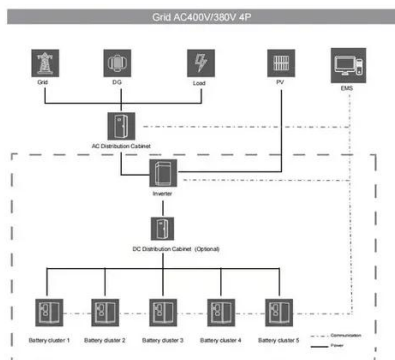 Grid AC400V/380V 4P
Grid
DG
Load
PV
EMS
AC Distribution Cabinet
Inverter
DC Distribution Cabinet (Optional)
Battery cluster 1
Battery cluster 2
Battery cluster 3
Battery cluster 4
Battery cluster 5
Communication
Power